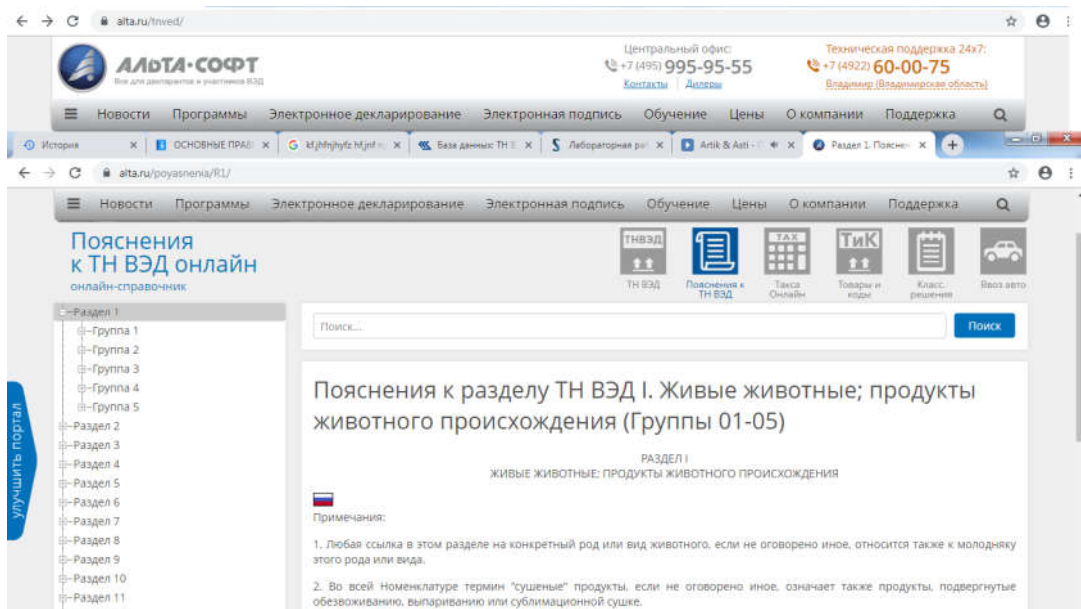 alta.ru/tnved/
АЛЬТА·СОФТ
Все для декларантов и участников ВЭД
Центральный офис:
+7 (495) 995-95-55
Контакты Дилеры
Техническая поддержка 24x7:
+7 (4922) 60-00-75
Владимир (Владимирская область)
Новости Программы Электронное декларирование Электронная подпись Обучение Цены О компании Поддержка
История ОСНОВНЫЕ ПРАВ kf,jhfnjhyfz hf,jnf База данных: ТН Лабораторная раб Artik & Asti - Раздел 1. Поясне
alta.ru/poyasnenia/R1/
Новости Программы Электронное декларирование Электронная подпись Обучение Цены О компании Поддержка
Пояснения
к ТН ВЭД онлайн
онлайн-справочник
ТНВЭД TAX ТиК
ТН ВЭД Пояснения к ТН ВЭД Такса Онлайн Товары и коды Класс. решения Ввоз авто
Раздел 1
Группа 1
Группа 2
Группа 3
Группа 4
Группа 5
Раздел 2
Раздел 3
Раздел 4
Раздел 5
Раздел 6
Раздел 7
Раздел 8
Раздел 9
Раздел 10
Раздел 11
улучшить портал
Поиск... Поиск
Пояснения к разделу ТН ВЭД I. Живые животные; продукты
животного происхождения (Группы 01-05)
РАЗДЕЛ I
ЖИВЫЕ ЖИВОТНЫЕ; ПРОДУКТЫ ЖИВОТНОГО ПРОИСХОЖДЕНИЯ
Примечания:
1. Любая ссылка в этом разделе на конкретный род или вид животного, если не оговорено иное, относится также к молодняку
этого рода или вида.
2. Во всей Номенклатуре термин "сушеные" продукты, если не оговорено иное, означает также продукты, подвергнутые
обезвоживанию, выпариванию или сублимационной сушке.